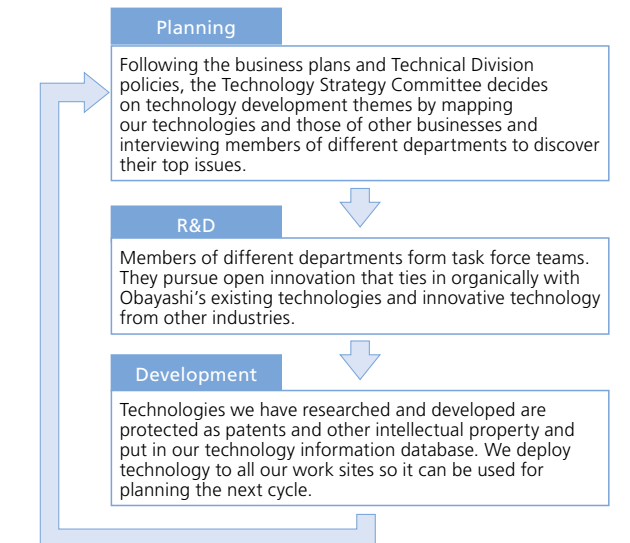 Planning
Following the business plans and Technical Division
policies, the Technology Strategy Committee decides
on technology development themes by mapping
our technologies and those of other businesses and
interviewing members of different departments to discover
their top issues.
R&D
Members of different departments form task force teams.
They pursue open innovation that ties in organically with
Obayashi's existing technologies and innovative technology
from other industries.
Development
Technologies we have researched and developed are
protected as patents and other intellectual property and
put in our technology information database. We deploy
technology to all our work sites so it can be used for
planning the next cycle.